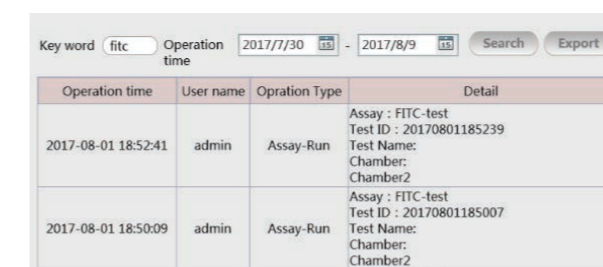 Key word fitc Operation time 2017/7/30 15 - 2017/8/9 15 Search Export
Operation time User name Opration Type Detail
2017-08-01 18:52:41 admin Assay-Run
Assay : FITC-test
Test ID : 20170801185239
Test Name:
Chamber:
Chamber2
2017-08-01 18:50:09 admin Assay-Run
Assay : FITC-test
Test ID : 20170801185007
Test Name:
Chamber:
Chamber2